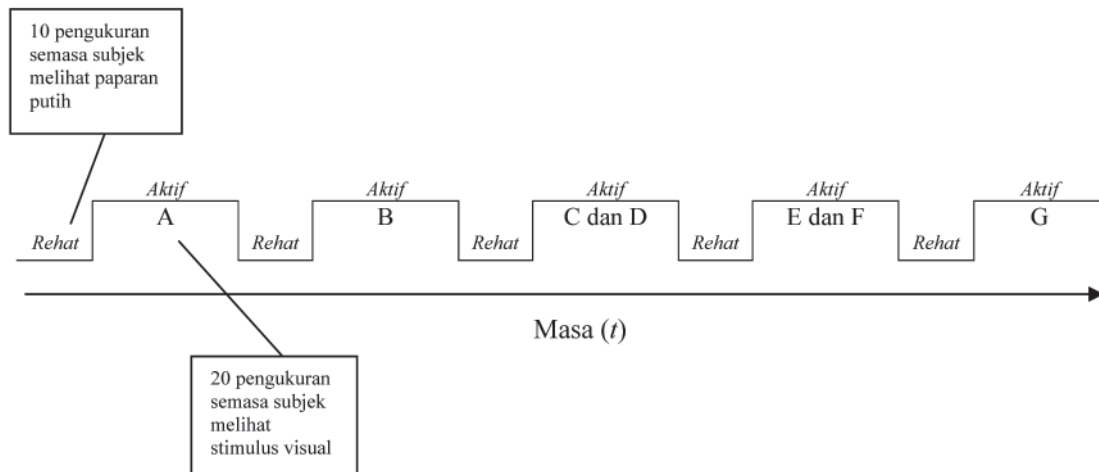 10 pengukuran
semasa subjek
melihat paparan
putih
Aktif
Aktif
Aktif
Aktif
Aktif
A
B
C dan D
E dan F
G
Rehat
Rehat
Rehat
Rehat
Rehat
Masa (t)
20 pengukuran
semasa subjek
melihat
stimulus visual